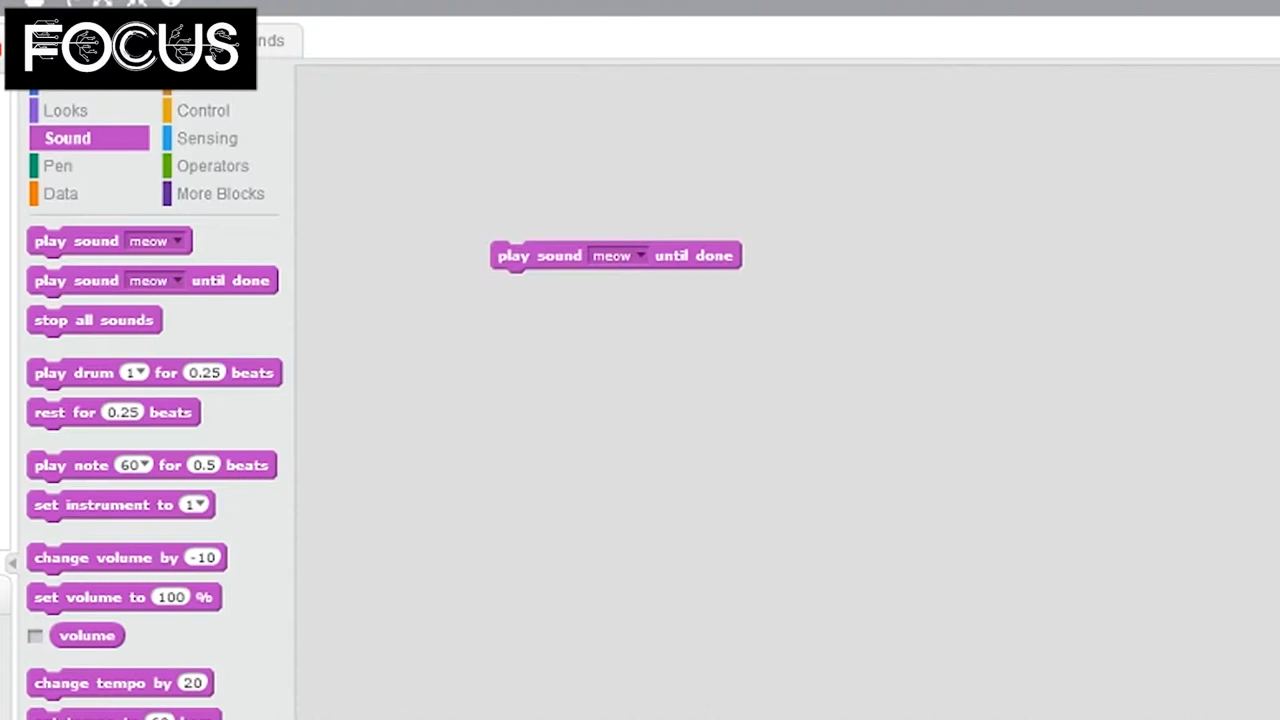 FOCUS
nds
Looks
Control
Sound
Sensing
Pen
Operators
Data
More Blocks
play sound meow
play sound meow until done
stop all sounds
play drum 1 for 0.25 beats
rest for 0.25 beats
play note 60 for 0.5 beats
set instrument to 1
change volume by -10
set volume to 100 %
volume
change tempo by 20
play sound meow until done